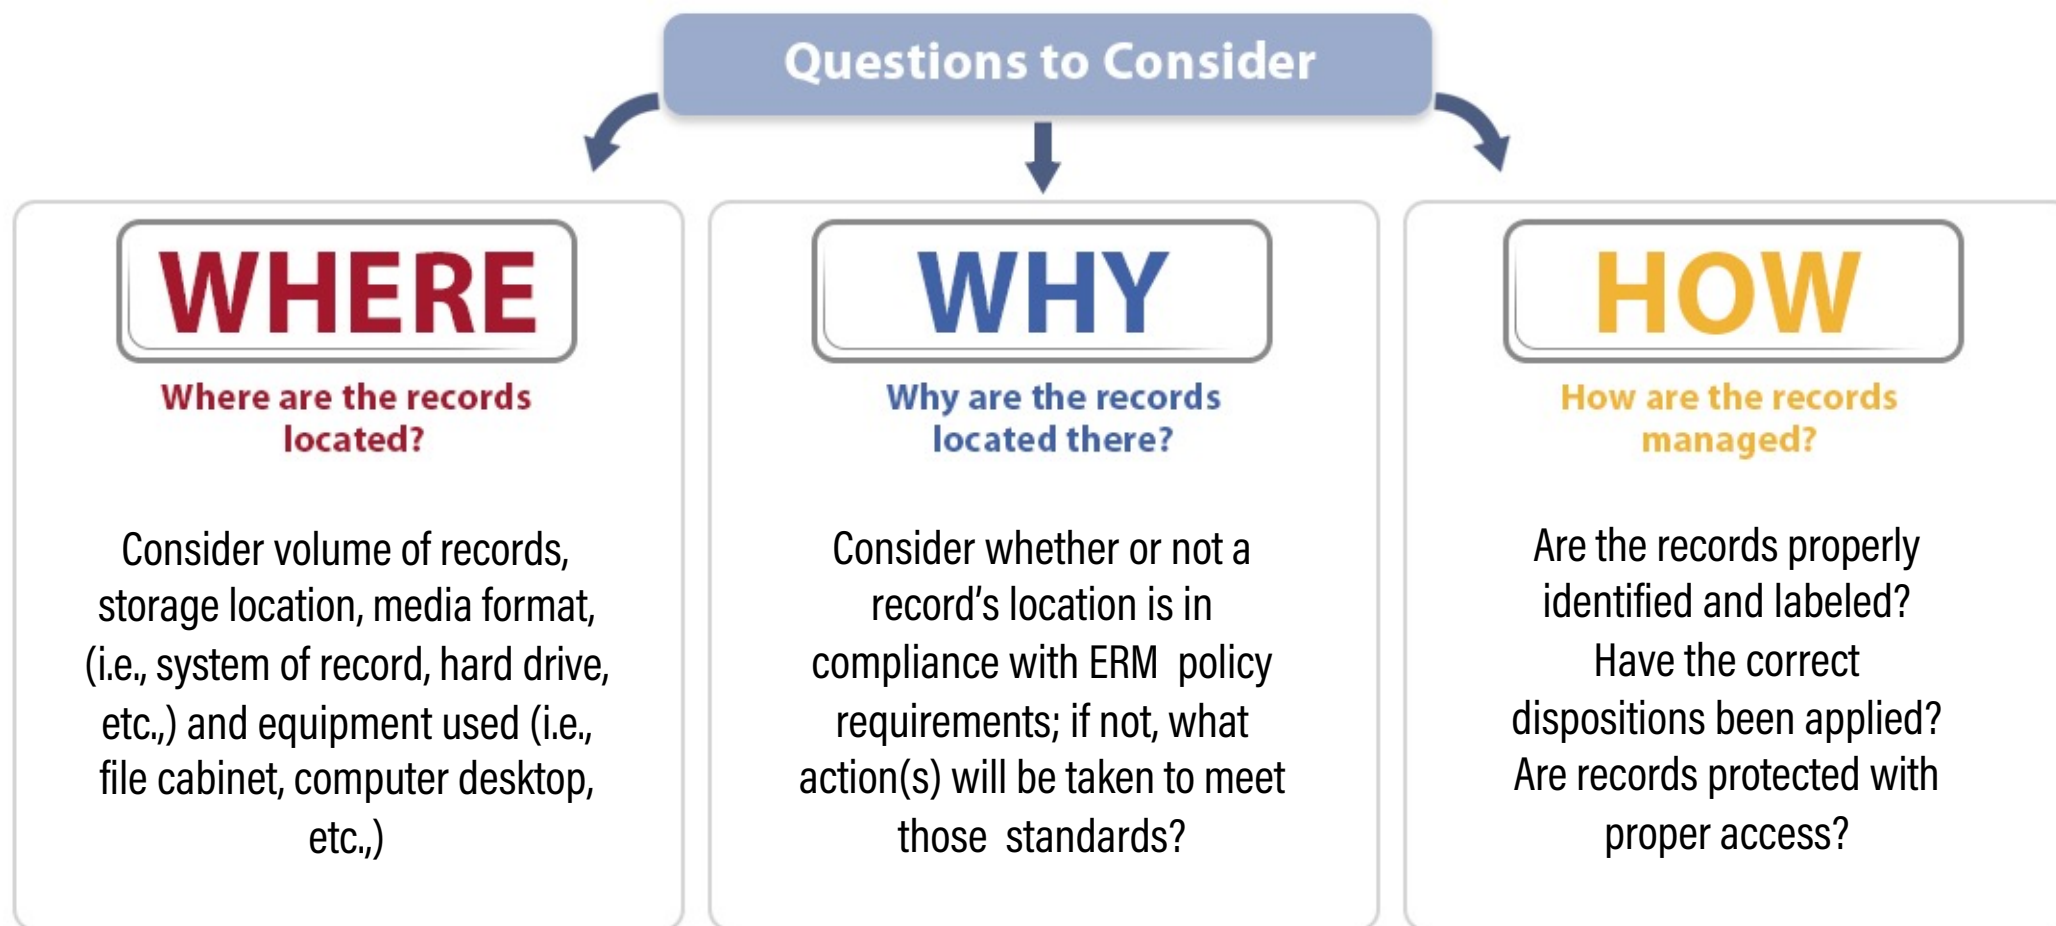 Questions to Consider
WHERE
Where are the records
located?
Consider volume of records,
storage location, media format,
(i.e., system of record, hard drive,
etc.,) and equipment used (i.e.,
file cabinet, computer desktop,
etc.,)
WHY
Why are the records
located there?
Consider whether or not a
record’s location is in
compliance with ERM policy
requirements; if not, what
action(s) will be taken to meet
those standards?
HOW
How are the records
managed?
Are the records properly
identified and labeled?
Have the correct
dispositions been applied?
Are records protected with
proper access?